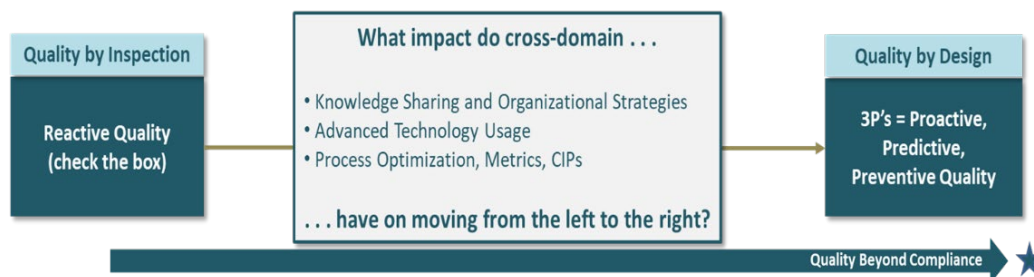 Quality by Inspection
Reactive Quality
(check the box)
What impact do cross-domain . . .
• Knowledge Sharing and Organizational Strategies
• Advanced Technology Usage
• Process Optimization, Metrics, CIPs
. . . have on moving from the left to the right?
Quality by Design
3P's = Proactive,
Predictive,
Preventive Quality
Quality Beyond Compliance